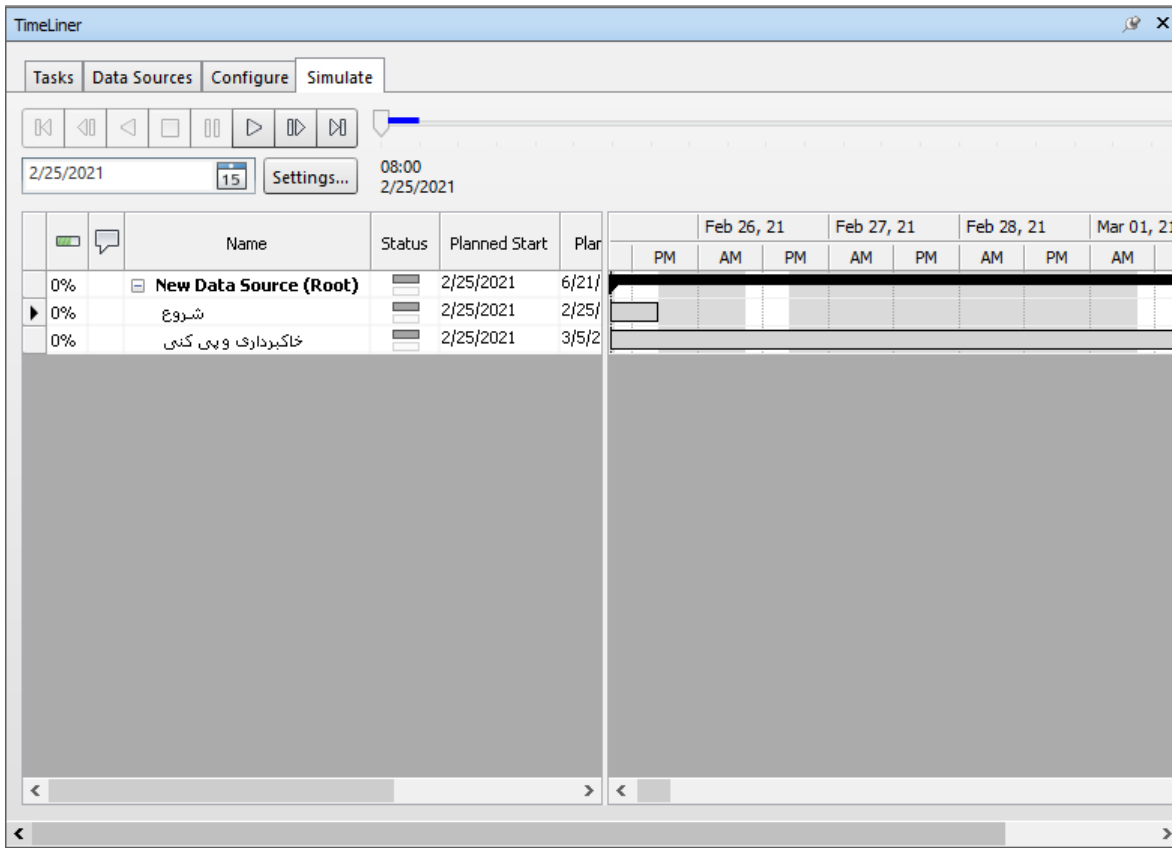 TimeLiner
Tasks Data Sources Configure Simulate
2/25/2021 15 Settings... 08:00
2/25/2021
Name Status Planned Start Plar Feb 26, 21 Feb 27, 21 Feb 28, 21 Mar 01, 21
PM AM PM AM PM AM PM AM
0% New Data Source (Root) 2/25/2021 6/21/
0% شروع 2/25/2021 2/25/
0% خاکبرداری وپی کنی 2/25/2021 3/5/2